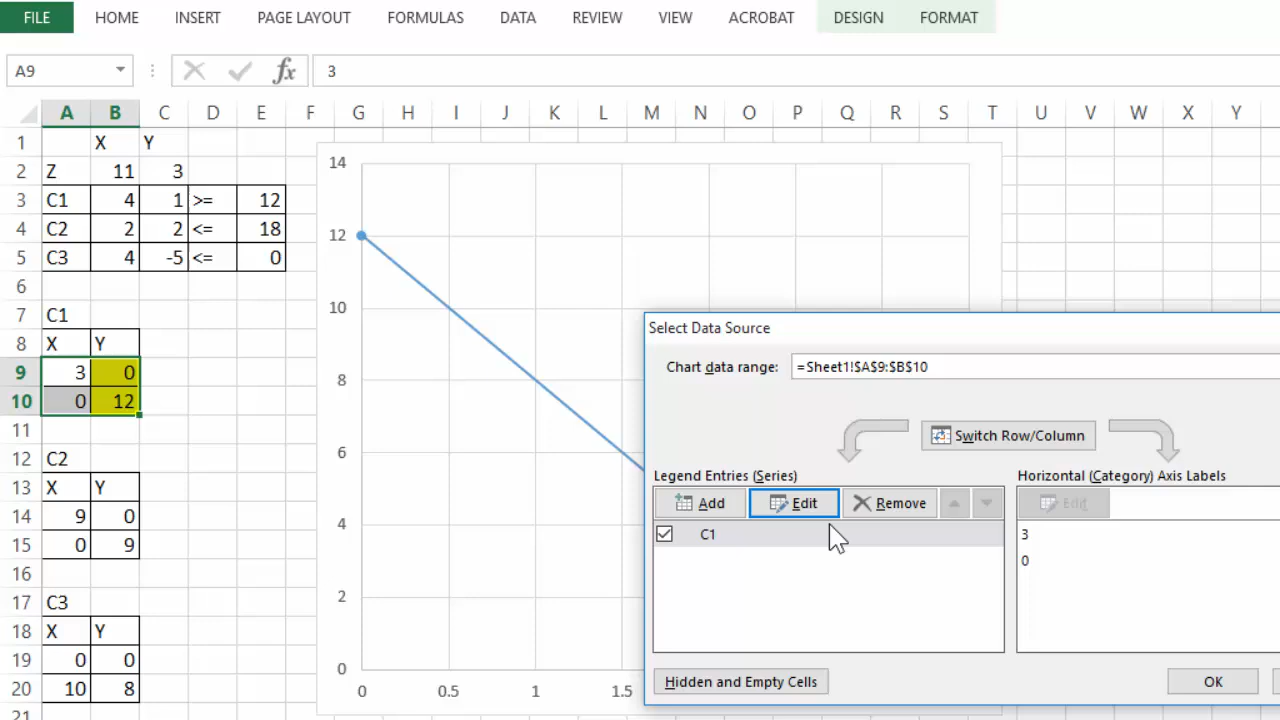 FILE HOME INSERT PAGE LAYOUT FORMULAS DATA REVIEW VIEW ACROBAT DESIGN FORMAT
A9 fx 3
A B C D E F G H I J K L M N O P Q R S T U V W X Y
1 X Y
2 Z 11 3
3 C1 4 1 >= 12
4 C2 2 2 <= 18
5 C3 4 -5 <= 0
6
7 C1
8 X Y
9 3 0
10 0 12
11
12 C2
13 X Y
14 9 0
15 0 9
16
17 C3
18 X Y
19 0 0
20 10 8
21
14
12
10
8
6
4
2
0
0 0.5 1 1.5
Select Data Source
Chart data range: =Sheet1!$A$9:$B$10
Switch Row/Column
Legend Entries (Series) Horizontal (Category) Axis Labels
Add Edit Remove Edit
C1 3
0
Hidden and Empty Cells OK